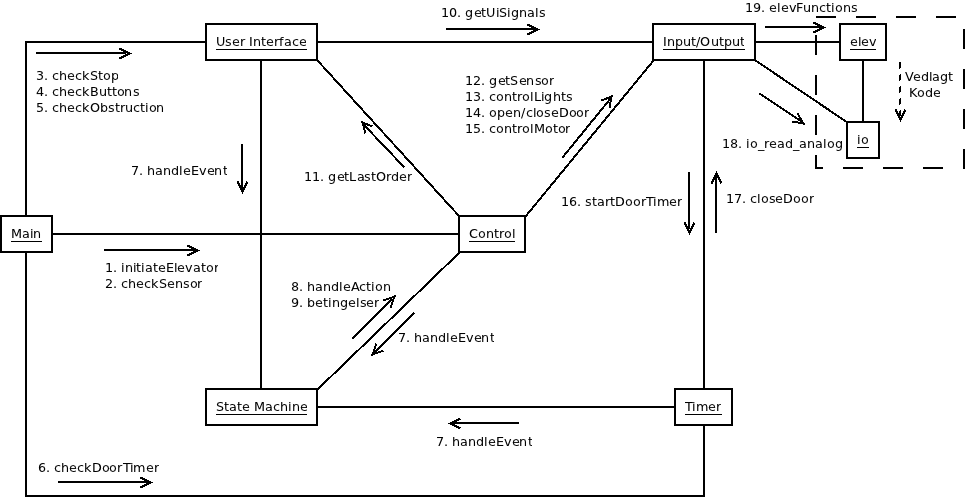 10. getUiSignals
19. elevFunctions
User Interface
Input/Output
elev
3. checkStop
4. checkButtons
5. checkObstruction
12. getSensor
13. controlLights
14. open/closeDoor
15. controlMotor
Vedlagt
Kode
18. io_read_analog
io
7. handleEvent
11. getLastOrder
16. startDoorTimer
17. closeDoor
Main
Control
1. initiateElevator
2. checkSensor
8. handleAction
9. betingelser
7. handleEvent
State Machine
Timer
7. handleEvent
6. checkDoorTimer